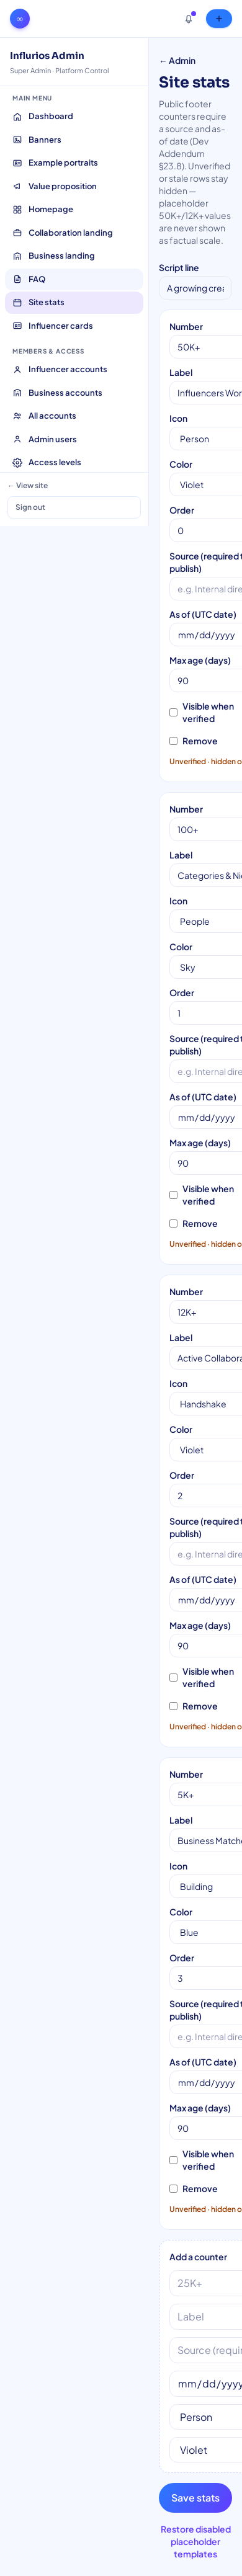 Influrios Admin
Super Admin · Platform Control
MAIN MENU
Dashboard
Banners
Example portraits
Value proposition
Homepage
Collaboration landing
Business landing
FAQ
Site stats
Influencer cards
MEMBERS & ACCESS
Influencer accounts
Business accounts
All accounts
Admin users
Access levels
← View site
Sign out
← Admin
Site stats
Public footer
counters require
a source and as-
of date (Dev
Addendum
§23.8). Unverified
or stale rows stay
hidden —
placeholder
50K+/12K+ values
are never shown
as factual scale.
Script line
A growing crea
Number
50K+
Label
Influencers Wor
Icon
Person
Color
Violet
Order
0
Source (required t
publish)
e.g. Internal dire
As of (UTC date)
mm/dd/yyyy
Max age (days)
90
Visible when
verified
Remove
Unverified · hidden o
Number
100+
Label
Categories & Ni
Icon
People
Color
Sky
Order
1
Source (required t
publish)
e.g. Internal dire
As of (UTC date)
mm/dd/yyyy
Max age (days)
90
Visible when
verified
Remove
Unverified · hidden o
Number
12K+
Label
Active Collabora
Icon
Handshake
Color
Violet
Order
2
Source (required t
publish)
e.g. Internal dire
As of (UTC date)
mm/dd/yyyy
Max age (days)
90
Visible when
verified
Remove
Unverified · hidden o
Number
5K+
Label
Business Matche
Icon
Building
Color
Blue
Order
3
Source (required t
publish)
e.g. Internal dire
As of (UTC date)
mm/dd/yyyy
Max age (days)
90
Visible when
verified
Remove
Unverified · hidden o
Add a counter
25K+
Label
Source (requir
mm/dd/yyyy
Person
Violet
Save stats
Restore disabled
placeholder
templates